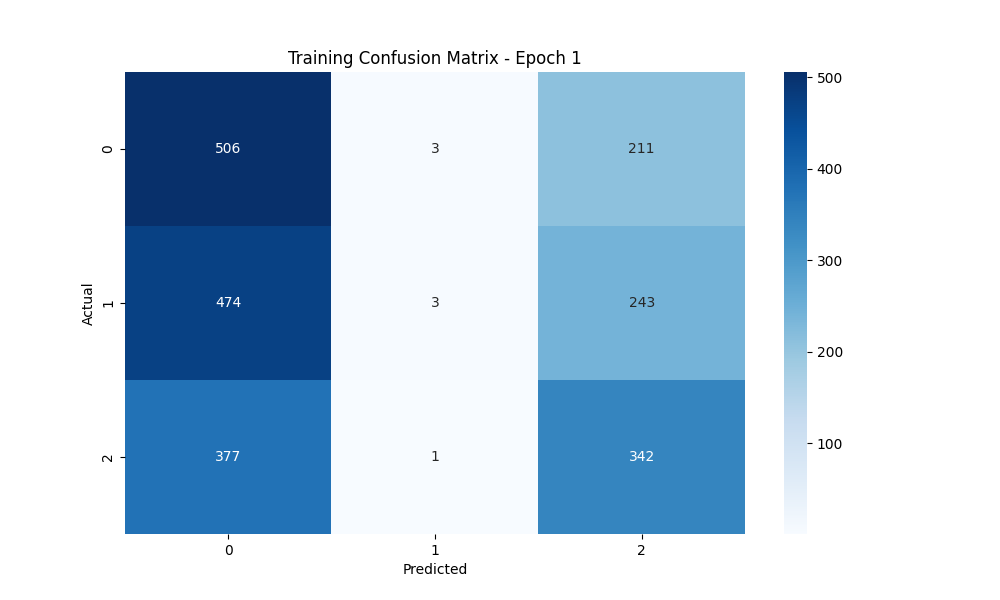 Training Confusion Matrix - Epoch 1
0 506 3 211
1 474 3 243
2 377 1 342
0 1 2
Actual
Predicted
500
400
300
200
100